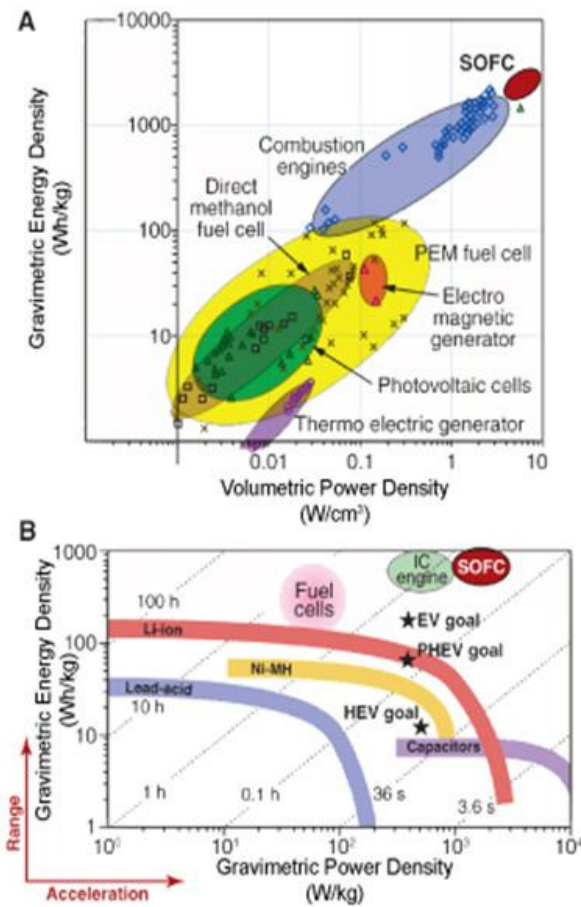 A
10000
SOFC
1000
Combustion
engines
Direct
methanol
fuel cell
100
PEM fuel cell
Electro
magnetic
generator
10
Photovoltaic cells
Thermo electric generator
Gravimetric Energy Density
(Wh/kg)
0.01
0.1
1
10
Volumetric Power Density
(W/cm³)
B
1000
IC
engine
SOFC
100 h
Fuel
cells
EV goal
Li-ion
100
PHEV goal
Ni-MH
Lead-acid
10 h
HEV goal
10
Capacitors
1 h
0.1 h
36 s
3.6 s
1
Gravimetric Energy Density
(Wh/kg)
10⁰
10¹
10²
10³
10⁴
Gravimetric Power Density
(W/kg)
Range
Acceleration